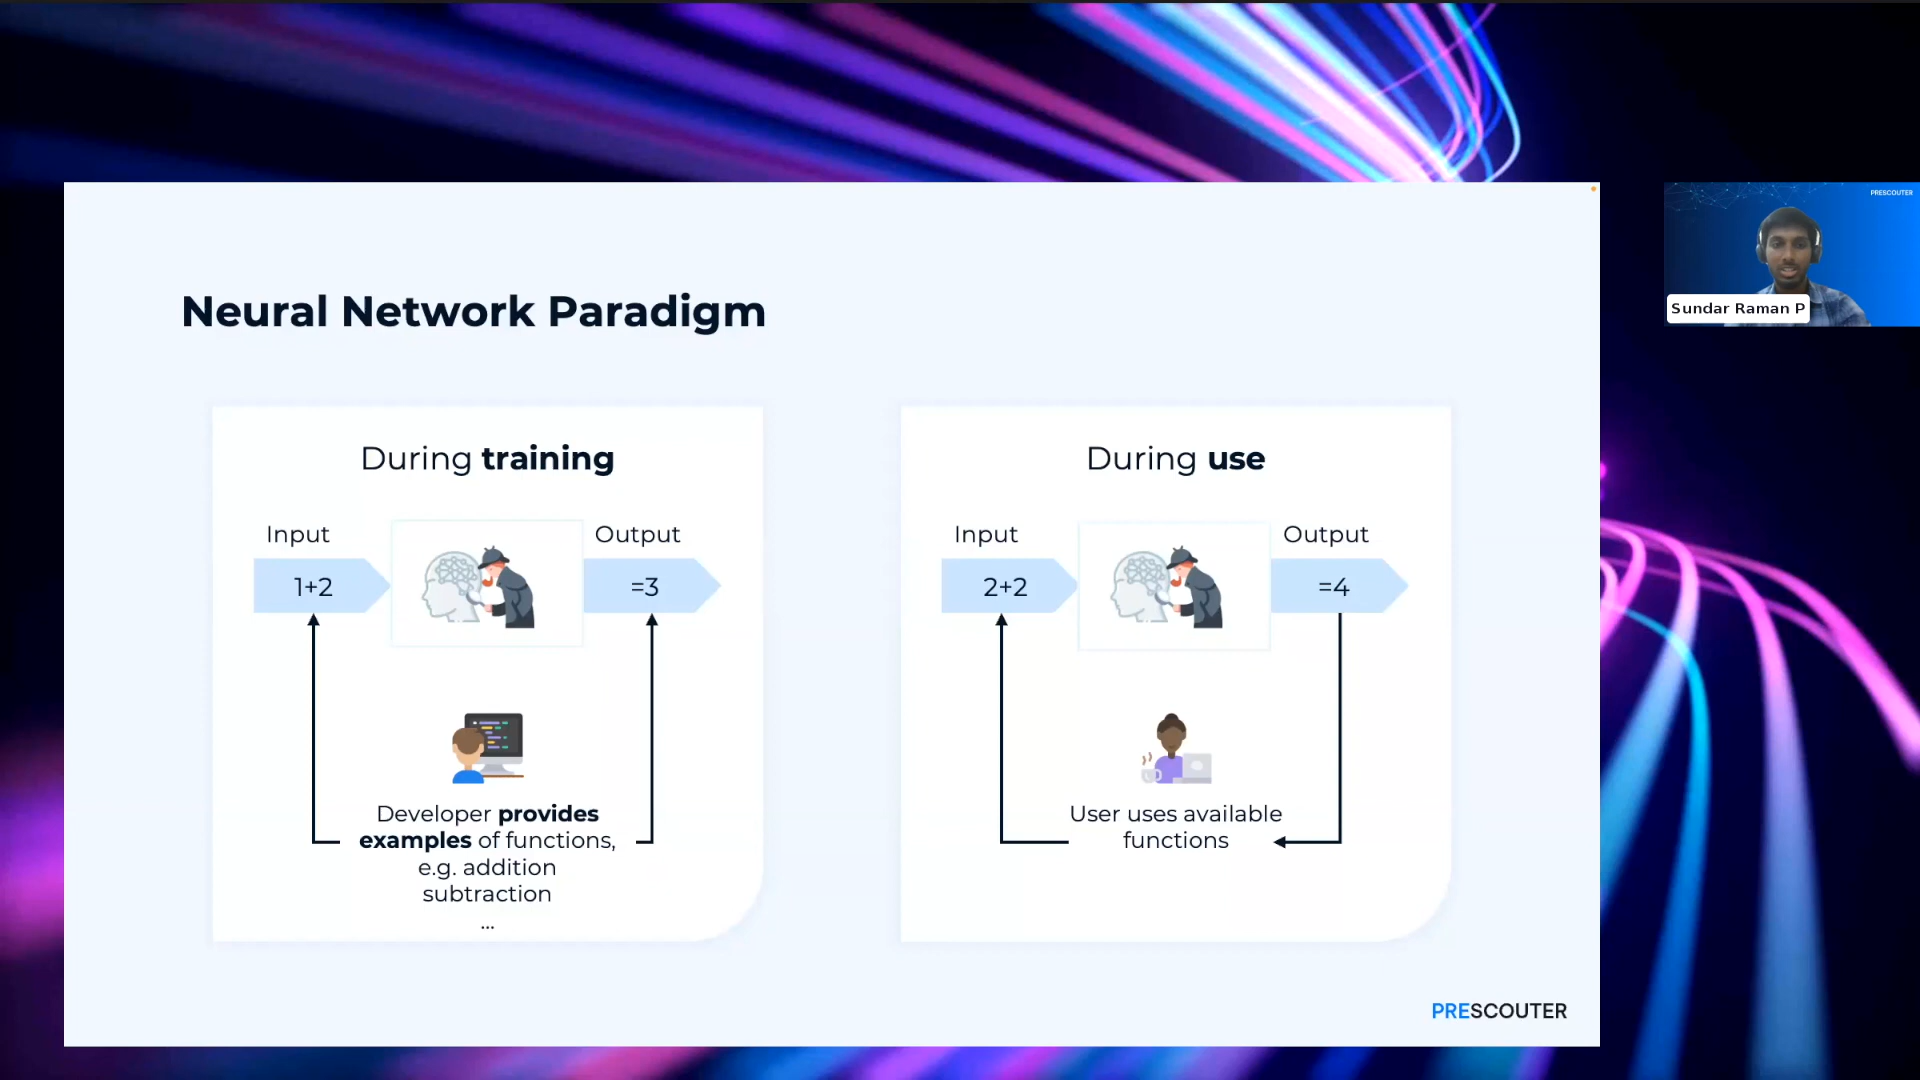 PRESCOUTER
Sundar Raman P
Neural Network Paradigm
During training
Input
Output
1+2
=3
Developer provides
examples of functions,
e.g. addition
subtraction
...
During use
Input
Output
2+2
=4
User uses available
functions
PRESCOUTER